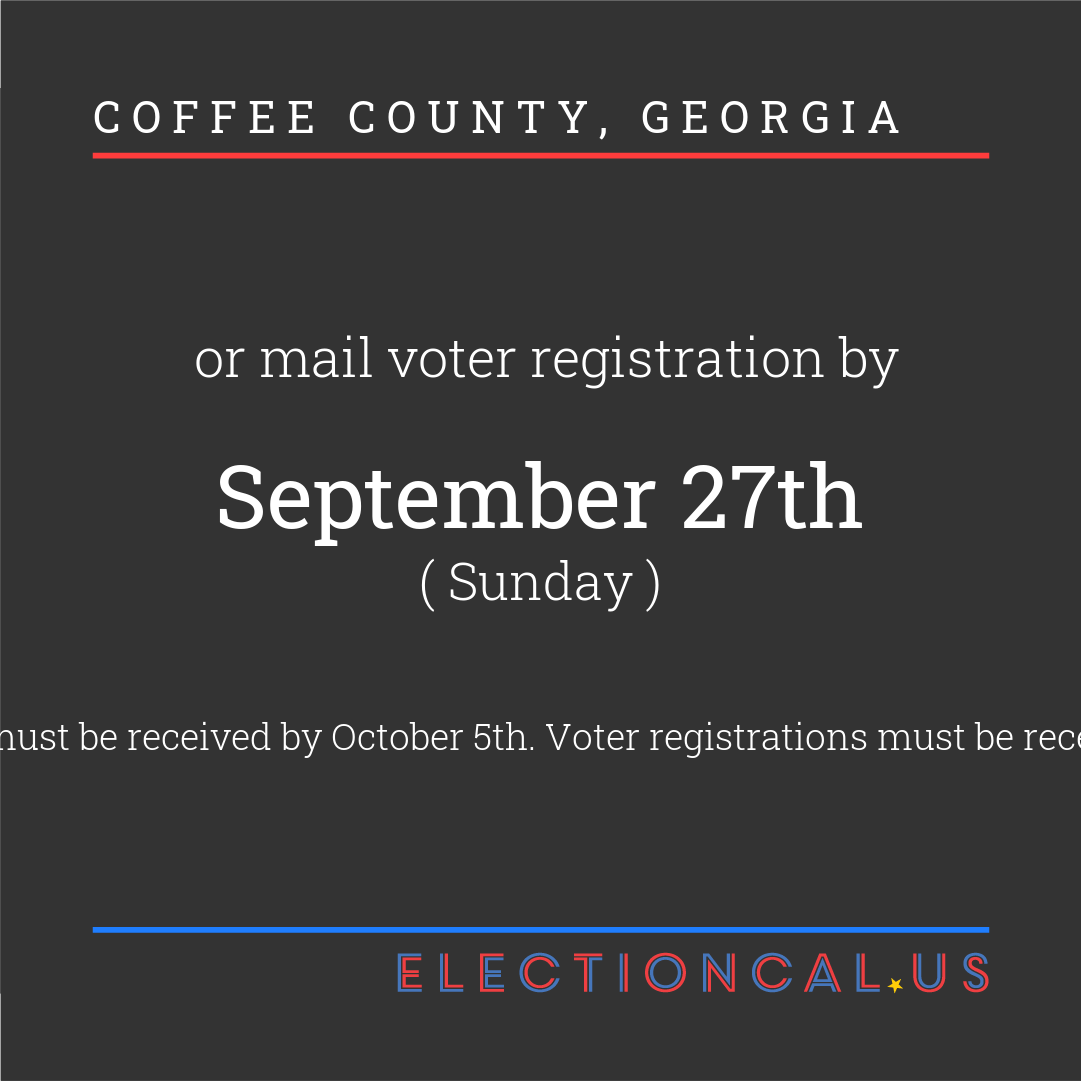 COFFEE COUNTY, GEORGIA
or mail voter registration by
September 27th
( Sunday )
be received by October 5th. Voter registrations must be
ELECTIONCAL.US